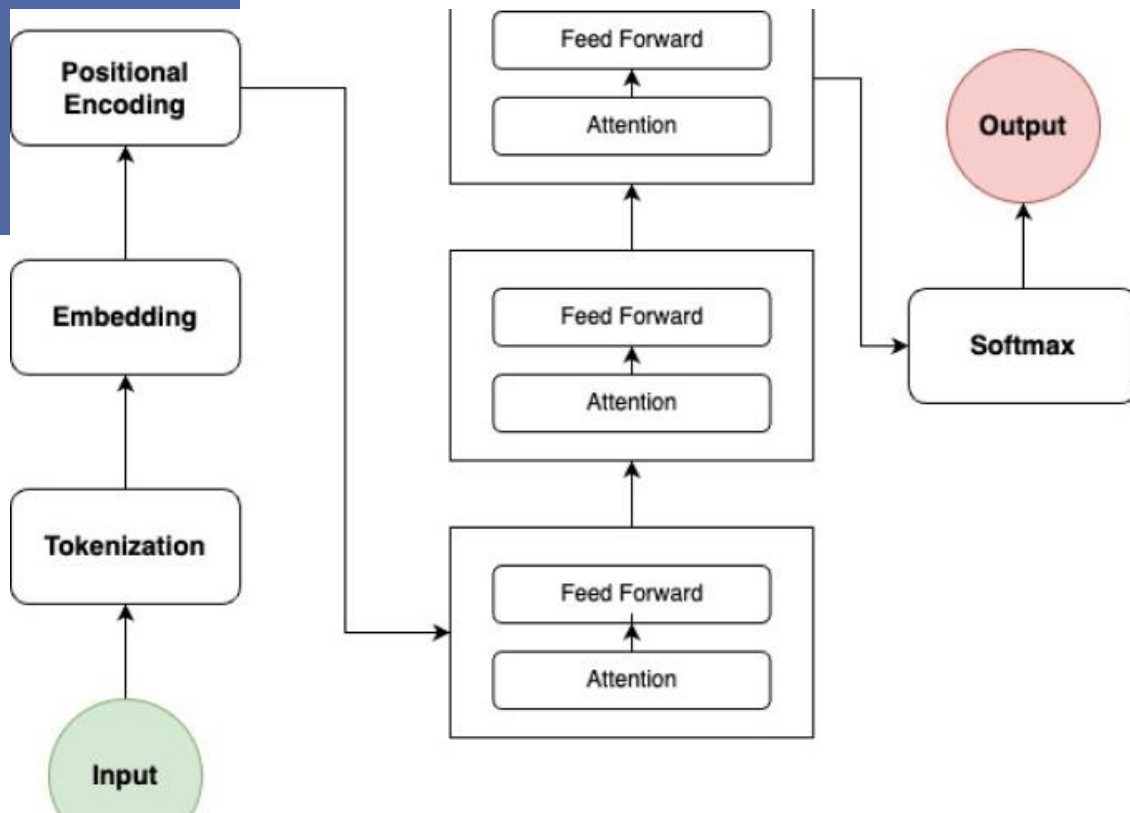 Positional
Encoding
Embedding
Tokenization
Input
Feed Forward
Attention
Feed Forward
Attention
Feed Forward
Attention
Output
Softmax